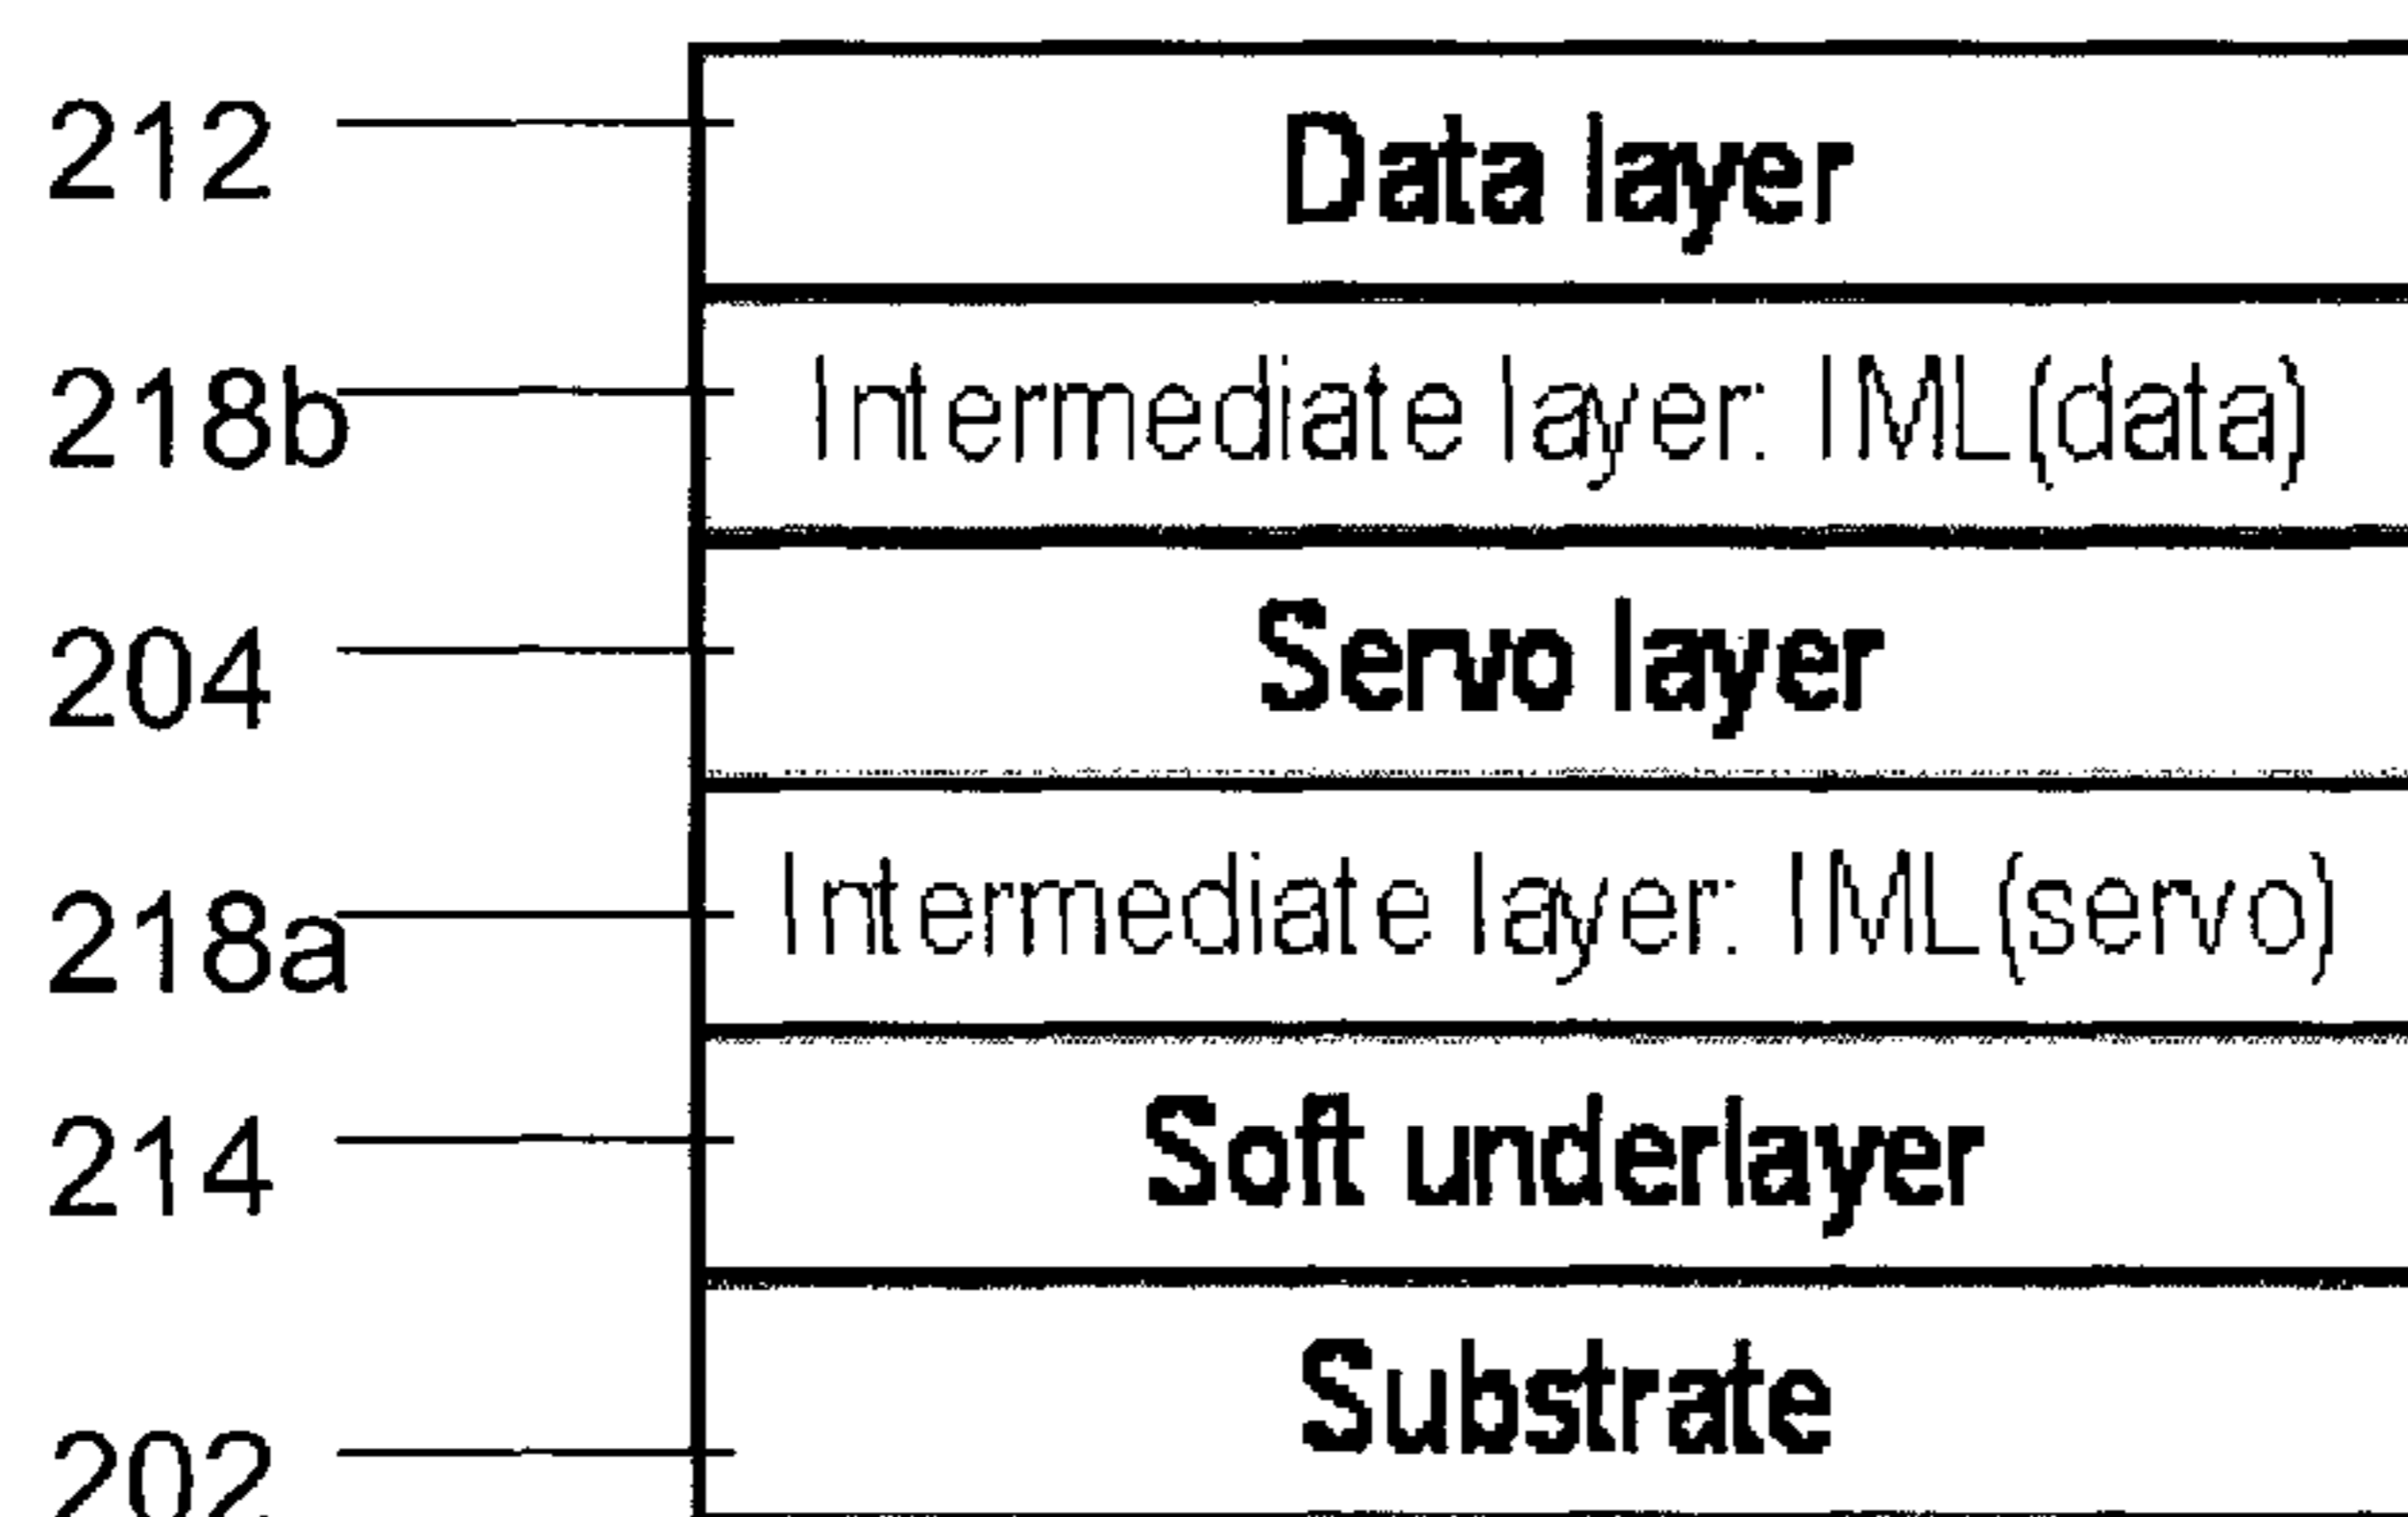 212 Data layer
218b Intermediate layer: IML(data)
204 Servo layer
218a Intermediate layer: IML(servo)
214 Soft underlayer
202 Substrate